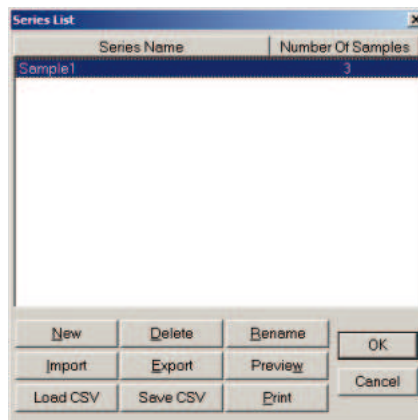 Series List
Series Name Number Of Samples
Sample1 3
New Delete Rename
OK
Import Export Preview
Cancel
Load CSV Save CSV Print